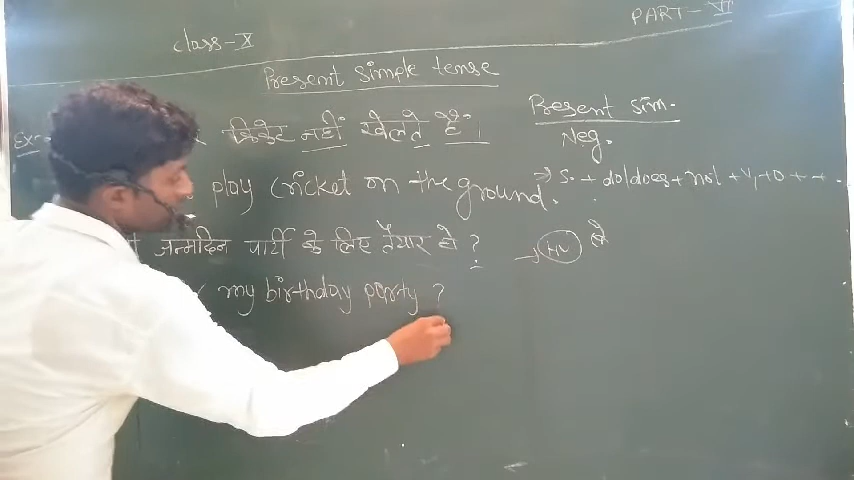 PART-VI
class-X
Present simple tense
Ex-
क्रिकेट नहीं खेलते हैं।
play cricket on the ground.
जन्मदिन पार्टी के लिए तैयार हो ?
my birthday party ?
Present sim.
Neg.
→ S. + do/does + not + V₁ + O + - + .
→ HV से